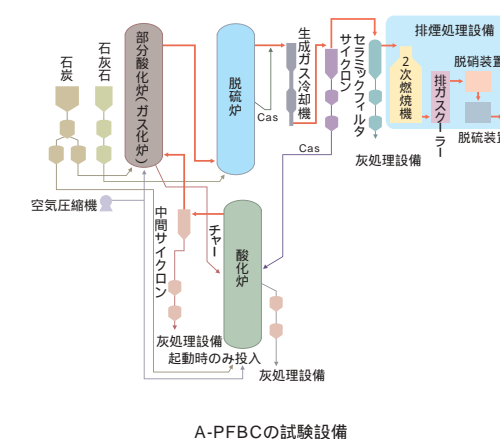 石炭
石灰石
部分酸化炉(ガス化炉)
脱硫炉
Cas
生成ガス冷却機
サイクロン
セラミックフィルタ
排煙処理設備
2次燃焼機
排ガスクーラー
脱硝装置
脱硫装置
灰処理設備
Cas
空気圧縮機
中間サイクロン
チャー
酸化炉
灰処理設備
起動時のみ投入
灰処理設備
A-PFBCの試験設備